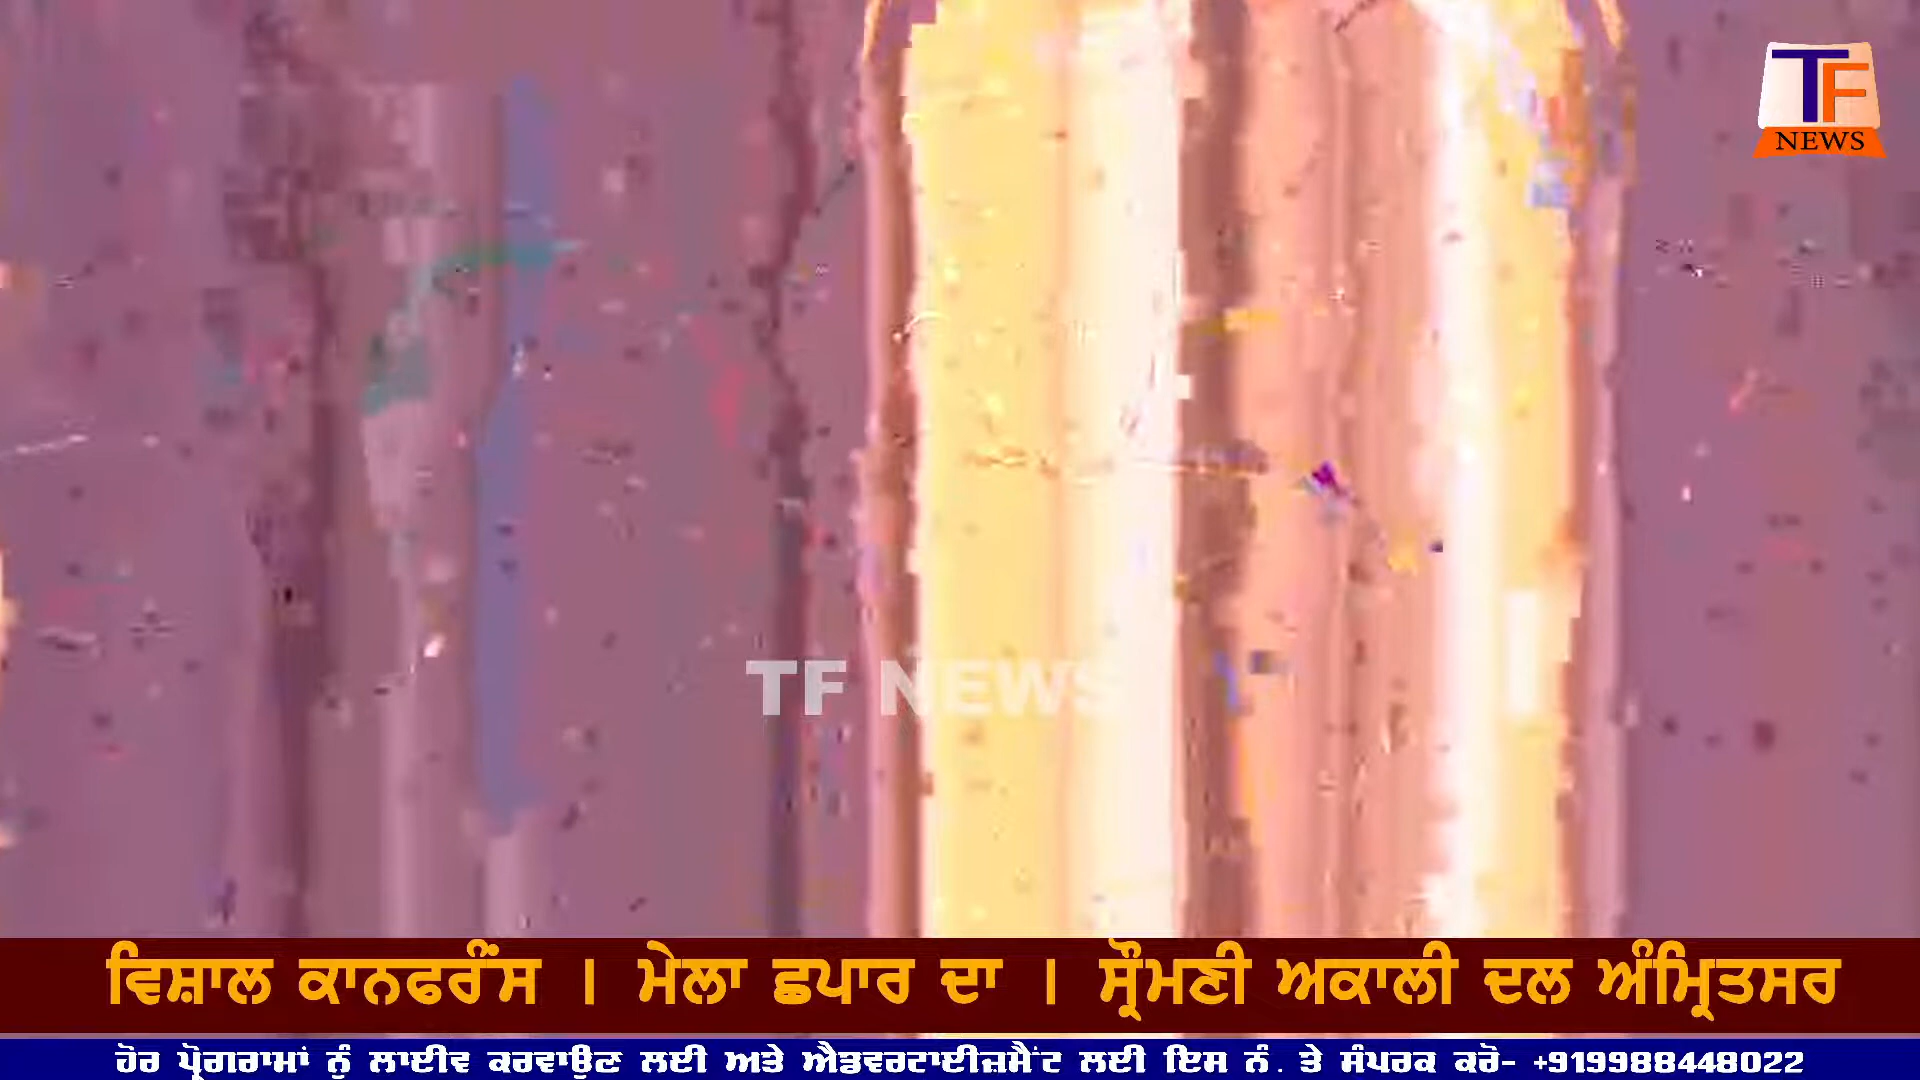 TF
NEWS
TF NEWS
ਵਿਸ਼ਾਲ ਕਾਨਫਰੰਸ । ਮੇਲਾ ਛਪਾਰ ਦਾ । ਸ੍ਰੌਮਣੀ ਅਕਾਲੀ ਦਲ ਅੰਮ੍ਰਿਤਸਰ
ਹੋਰ ਪ੍ਰੋਗਰਾਮਾਂ ਨੂੰ ਲਾਈਵ ਕਰਵਾਉਣ ਲਈ ਅਤੇ ਐਡਵਰਟਾਈਜ਼ਮੈਂਟ ਲਈ ਇਸ ਨੰ. ਤੇ ਸੰਪਰਕ ਕਰੋ- +919988448022